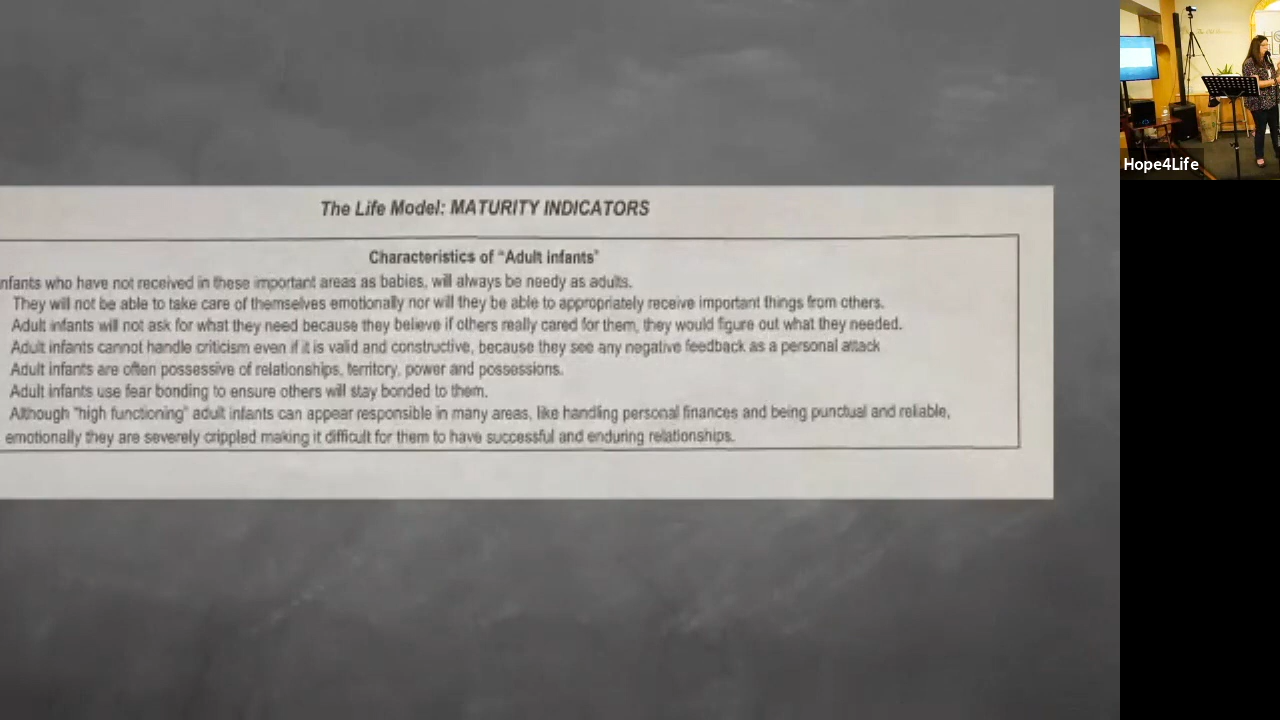 The Life Model: MATURITY INDICATORS
Characteristics of "Adult infants"
nfants who have not received in these important areas as babies, will always be needy as adults.
They will not be able to take care of themselves emotionally nor will they be able to appropriately receive important things from others.
Adult infants will not ask for what they need because they believe if others really cared for them, they would figure out what they needed.
Adult infants cannot handle criticism even if it is valid and constructive, because they see any negative feedback as a personal attack
Adult infants are often possessive of relationships, territory, power and possessions.
Adult infants use fear bonding to ensure others will stay bonded to them.
Although "high functioning" adult infants can appear responsible in many areas, like handling personal finances and being punctual and reliable,
emotionally they are severely crippled making it difficult for them to have successful and enduring relationships.
Hope4Life